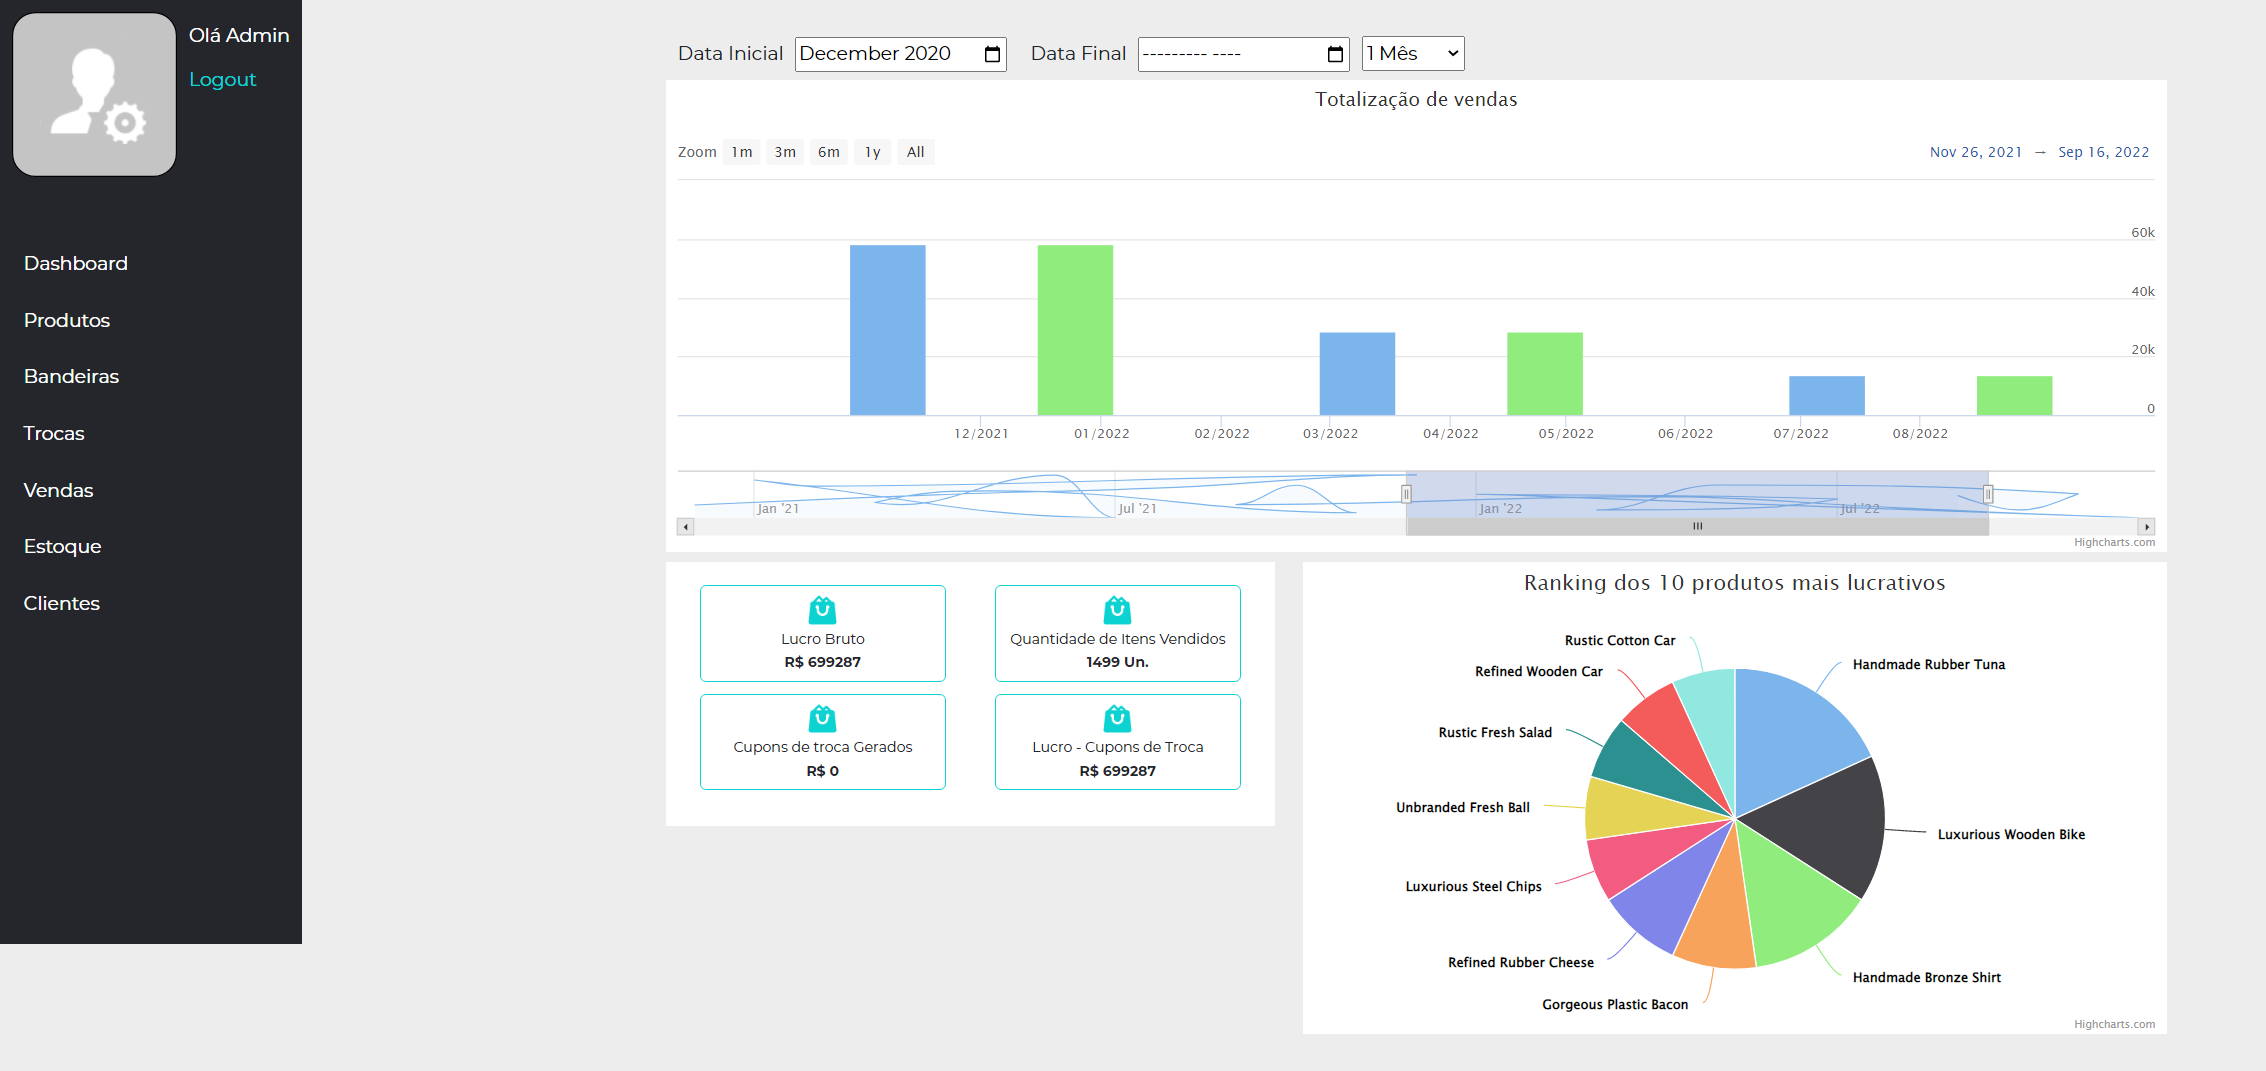 Olá Admin
Logout
Dashboard
Produtos
Bandeiras
Trocas
Vendas
Estoque
Clientes
Data Inicial December 2020 Data Final --------- ---- 1 Mês
Totalização de vendas
Zoom 1m 3m 6m 1y All Nov 26, 2021 → Sep 16, 2022
60k
40k
20k
0
12/2021 01/2022 02/2022 03/2022 04/2022 05/2022 06/2022 07/2022 08/2022
Jan '21 Jul '21 Jan '22 Jul '22
Highcharts.com
Lucro Bruto
R$ 699287
Quantidade de Itens Vendidos
1499 Un.
Cupons de troca Gerados
R$ 0
Lucro - Cupons de Troca
R$ 699287
Ranking dos 10 produtos mais lucrativos
Rustic Cotton Car
Handmade Rubber Tuna
Refined Wooden Car
Rustic Fresh Salad
Unbranded Fresh Ball
Luxurious Wooden Bike
Luxurious Steel Chips
Refined Rubber Cheese
Handmade Bronze Shirt
Gorgeous Plastic Bacon
Highcharts.com